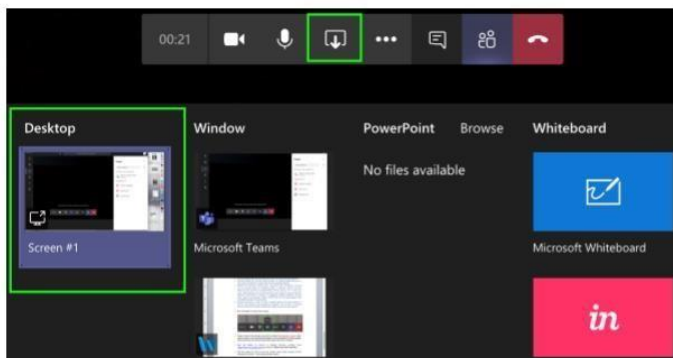 00:21
Desktop
Window
PowerPoint Browse
Whiteboard
No files available
Screen #1
Microsoft Teams
Microsoft Whiteboard
in